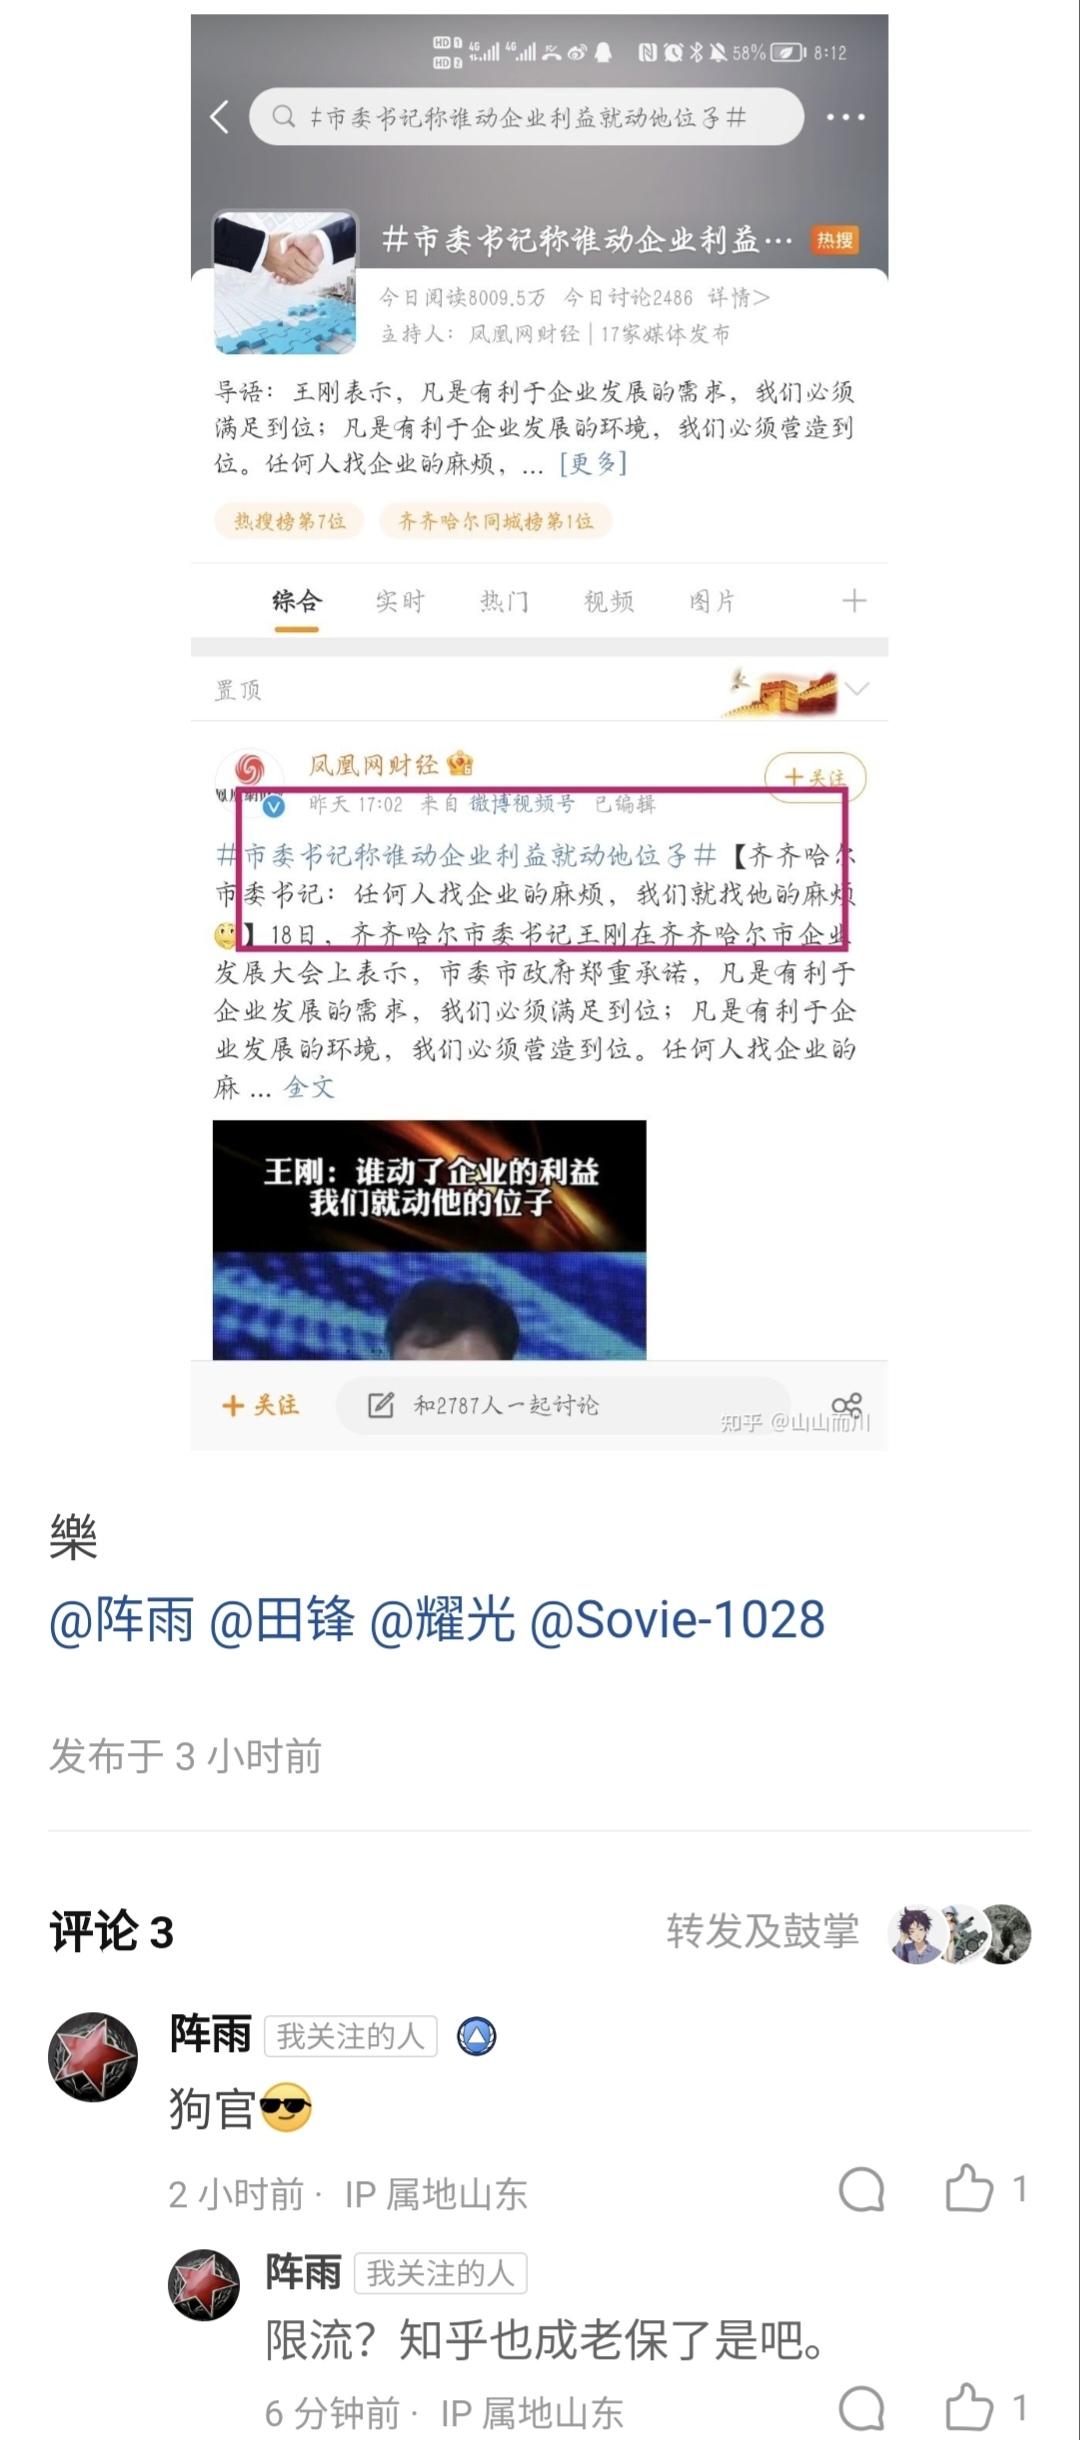 HD 1 4G 4G 58% 8:12
HD 2
#市委书记称谁动企业利益就动他位子#
#市委书记称谁动企业利益… 热搜
今日阅读8009.5万 今日讨论2486 详情>
主持人：凤凰网财经 | 17家媒体发布
导语：王刚表示，凡是有利于企业发展的需求，我们必须
满足到位；凡是有利于企业发展的环境，我们必须营造到
位。任何人找企业的麻烦，... [更多]
热搜榜第7位 齐齐哈尔同城榜第1位
综合 实时 热门 视频 图片 +
置顶
凤凰网财经
+关注
昨天 17:02 来自 微博视频号 已编辑
#市委书记称谁动企业利益就动他位子#【齐齐哈尔
市委书记：任何人找企业的麻烦，我们就找他的麻烦
】18日，齐齐哈尔市委书记王刚在齐齐哈尔市企业
发展大会上表示，市委市政府郑重承诺，凡是有利于
企业发展的需求，我们必须满足到位；凡是有利于企
业发展的环境，我们必须营造到位。任何人找企业的
麻 ... 全文
王刚：谁动了企业的利益
我们就动他的位子
+ 关注 和2787人一起讨论
知乎 @山山而川
樂
@阵雨 @田锋 @耀光 @Sovie-1028
发布于 3 小时前
评论 3 转发及鼓掌
阵雨 我关注的人
狗官😎
2 小时前 · IP 属地山东 1
阵雨 我关注的人
限流？知乎也成老保了是吧。
6 分钟前 · IP 属地山东 1